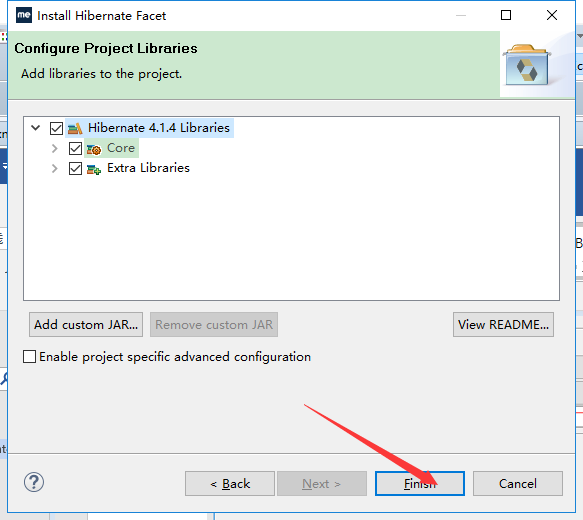 me Install Hibernate Facet
Configure Project Libraries
Add libraries to the project.
Hibernate 4.1.4 Libraries
Core
Extra Libraries
Add custom JAR...
Remove custom JAR
View README...
Enable project specific advanced configuration
?
< Back
Next >
Finish
Cancel